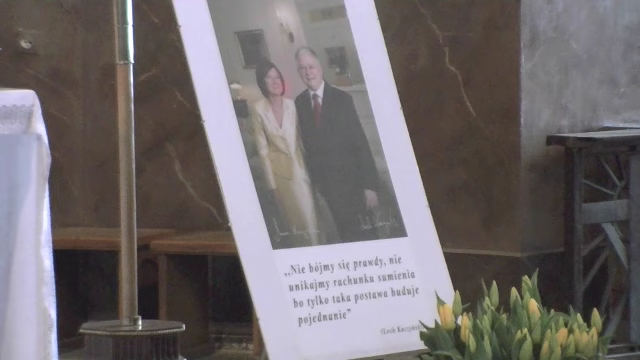 „Nie bójmy się prawdy, nie
unikajmy rachunku sumienia
bo tylko taka postawa buduje
pojednanie”
(Lech Kaczyński